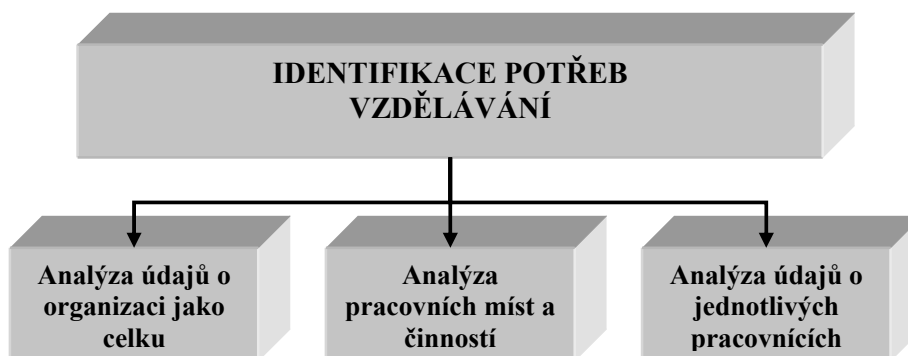 IDENTIFIKACE POTŘEB
VZDĚLÁVÁNÍ
Analýza údajů o
organizaci jako
celku
Analýza
pracovních míst a
činností
Analýza údajů o
jednotlivých
pracovnících